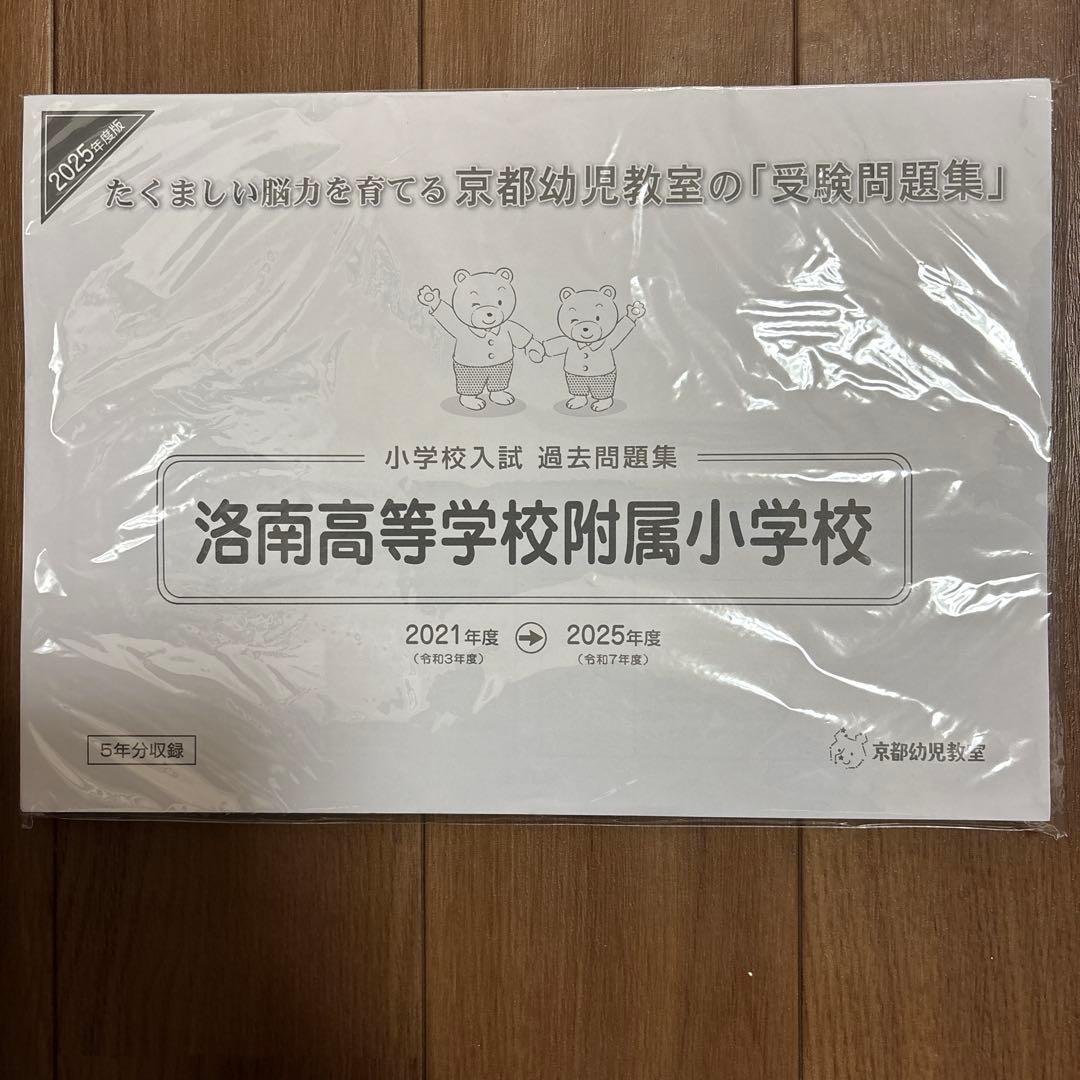 2025年度版
たくましい脳力を育てる 京都幼児教室の「受験問題集」
小学校入試 過去問題集
洛南高等学校附属小学校
2021年度 → 2025年度
(令和3年度) (令和7年度)
5年分収録
京都幼児教室